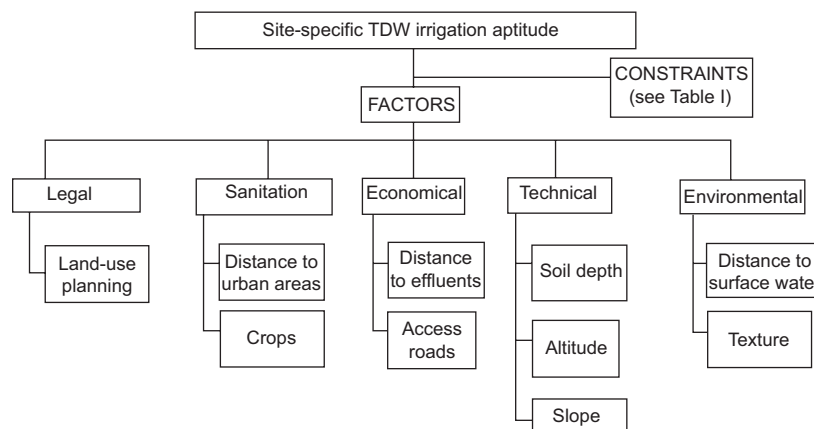 Site-specific TDW irrigation aptitude
CONSTRAINTS
(see Table I)
FACTORS
Legal
Sanitation
Economical
Technical
Environmental
Land-use
planning
Distance to
urban areas
Distance
to effluents
Soil depth
Distance to
surface wate
Crops
Access
roads
Altitude
Texture
Slope